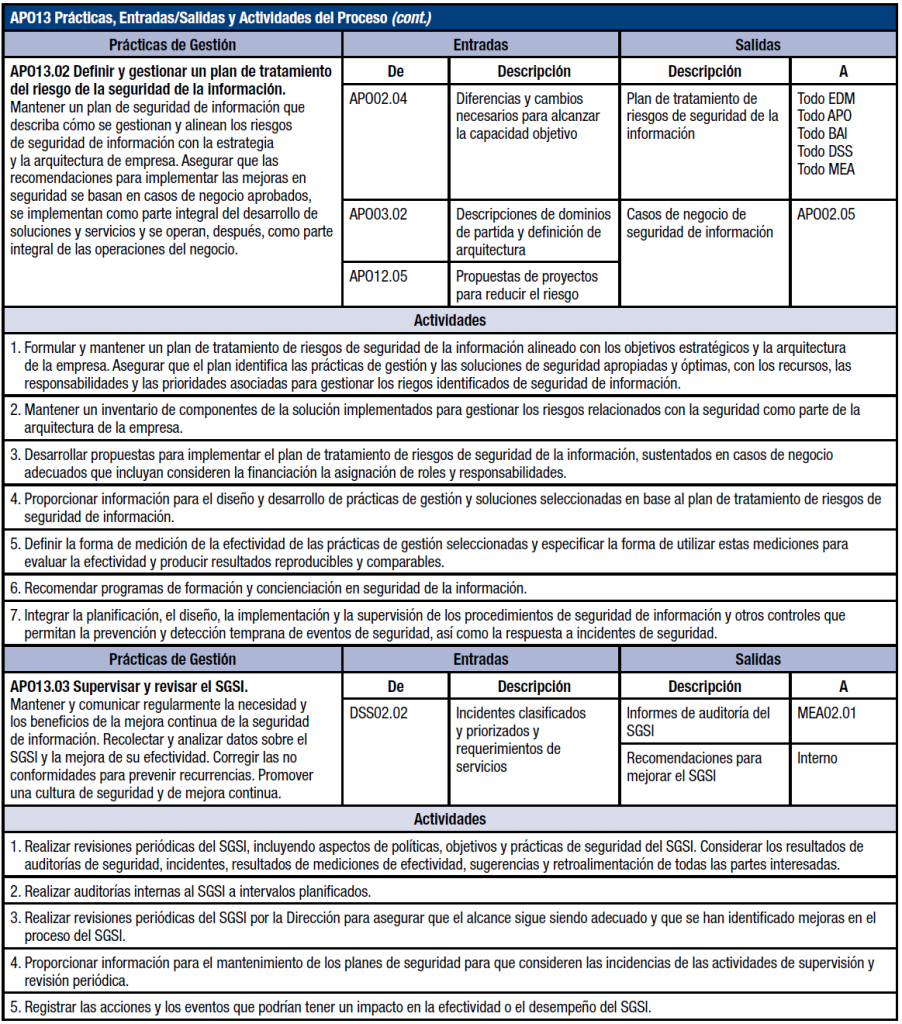 APO13 Prácticas, Entradas/Salidas y Actividades del Proceso (cont.)
Prácticas de Gestión
Entradas
Salidas
APO13.02 Definir y gestionar un plan de tratamiento
del riesgo de la seguridad de la información.
Mantener un plan de seguridad de información que
describa cómo se gestionan y alinean los riesgos
de seguridad de información con la estrategia
y la arquitectura de empresa. Asegurar que las
recomendaciones para implementar las mejoras en
seguridad se basan en casos de negocio aprobados,
se implementan como parte integral del desarrollo de
soluciones y servicios y se operan, después, como parte
integral de las operaciones del negocio.
De
Descripción
Descripción
A
APO02.04
Diferencias y cambios
necesarios para alcanzar
la capacidad objetivo
Plan de tratamiento de
riesgos de seguridad de la
información
Todo EDM
Todo APO
Todo BAI
Todo DSS
Todo MEA
APO03.02
Descripciones de dominios
de partida y definición de
arquitectura
Casos de negocio de
seguridad de información
APO02.05
APO12.05
Propuestas de proyectos
para reducir el riesgo
Actividades
1. Formular y mantener un plan de tratamiento de riesgos de seguridad de la información alineado con los objetivos estratégicos y la arquitectura
de la empresa. Asegurar que el plan identifica las prácticas de gestión y las soluciones de seguridad apropiadas y óptimas, con los recursos, las
responsabilidades y las prioridades asociadas para gestionar los riegos identificados de seguridad de información.
2. Mantener un inventario de componentes de la solución implementados para gestionar los riesgos relacionados con la seguridad como parte de la
arquitectura de la empresa.
3. Desarrollar propuestas para implementar el plan de tratamiento de riesgos de seguridad de la información, sustentados en casos de negocio
adecuados que incluyan consideren la financiación la asignación de roles y responsabilidades.
4. Proporcionar información para el diseño y desarrollo de prácticas de gestión y soluciones seleccionadas en base al plan de tratamiento de riesgos de
seguridad de información.
5. Definir la forma de medición de la efectividad de las prácticas de gestión seleccionadas y especificar la forma de utilizar estas mediciones para
evaluar la efectividad y producir resultados reproducibles y comparables.
6. Recomendar programas de formación y concienciación en seguridad de la información.
7. Integrar la planificación, el diseño, la implementación y la supervisión de los procedimientos de seguridad de información y otros controles que
permitan la prevención y detección temprana de eventos de seguridad, así como la respuesta a incidentes de seguridad.
Prácticas de Gestión
Entradas
Salidas
APO13.03 Supervisar y revisar el SGSI.
Mantener y comunicar regularmente la necesidad y
los beneficios de la mejora continua de la seguridad
de información. Recolectar y analizar datos sobre el
SGSI y la mejora de su efectividad. Corregir las no
conformidades para prevenir recurrencias. Promover
una cultura de seguridad y de mejora continua.
De
Descripción
Descripción
A
DSS02.02
Incidentes clasificados
y priorizados y
requerimientos de
servicios
Informes de auditoría del
SGSI
MEA02.01
Recomendaciones para
mejorar el SGSI
Interno
Actividades
1. Realizar revisiones periódicas del SGSI, incluyendo aspectos de políticas, objetivos y prácticas de seguridad del SGSI. Considerar los resultados de
auditorías de seguridad, incidentes, resultados de mediciones de efectividad, sugerencias y retroalimentación de todas las partes interesadas.
2. Realizar auditorías internas al SGSI a intervalos planificados.
3. Realizar revisiones periódicas del SGSI por la Dirección para asegurar que el alcance sigue siendo adecuado y que se han identificado mejoras en el
proceso del SGSI.
4. Proporcionar información para el mantenimiento de los planes de seguridad para que consideren las incidencias de las actividades de supervisión y
revisión periódica.
5. Registrar las acciones y los eventos que podrían tener un impacto en la efectividad o el desempeño del SGSI.